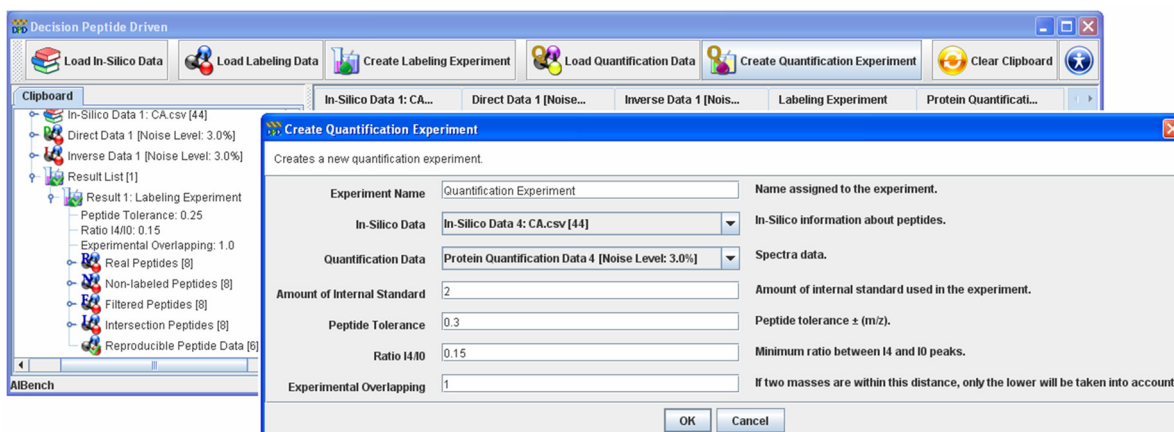 Decision Peptide Driven
Load In-Silico Data Load Labeling Data Create Labeling Experiment Load Quantification Data Create Quantification Experiment Clear Clipboard
Clipboard
In-Silico Data 1: CA... Direct Data 1 [Noise... Inverse Data 1 [Nois... Labeling Experiment Protein Quantificati...
In-Silico Data 1: CA.csv [44]
Direct Data 1 [Noise Level: 3.0%]
Inverse Data 1 [Noise Level: 3.0%]
Result List [1]
Result 1: Labeling Experiment
Peptide Tolerance: 0.25
Ratio I4/I0: 0.15
Experimental Overlapping: 1.0
Real Peptides [8]
Non-labeled Peptides [8]
Filtered Peptides [8]
Intersection Peptides [8]
Reproducible Peptide Data [6]
AIBench
Create Quantification Experiment
Creates a new quantification experiment.
Experiment Name Quantification Experiment Name assigned to the experiment.
In-Silico Data In-Silico Data 4: CA.csv [44] In-Silico information about peptides.
Quantification Data Protein Quantification Data 4 [Noise Level: 3.0%] Spectra data.
Amount of Internal Standard 2 Amount of internal standard used in the experiment.
Peptide Tolerance 0.3 Peptide tolerance ± (m/z).
Ratio I4/I0 0.15 Minimum ratio between I4 and I0 peaks.
Experimental Overlapping 1 If two masses are within this distance, only the lower will be taken into account
OK Cancel